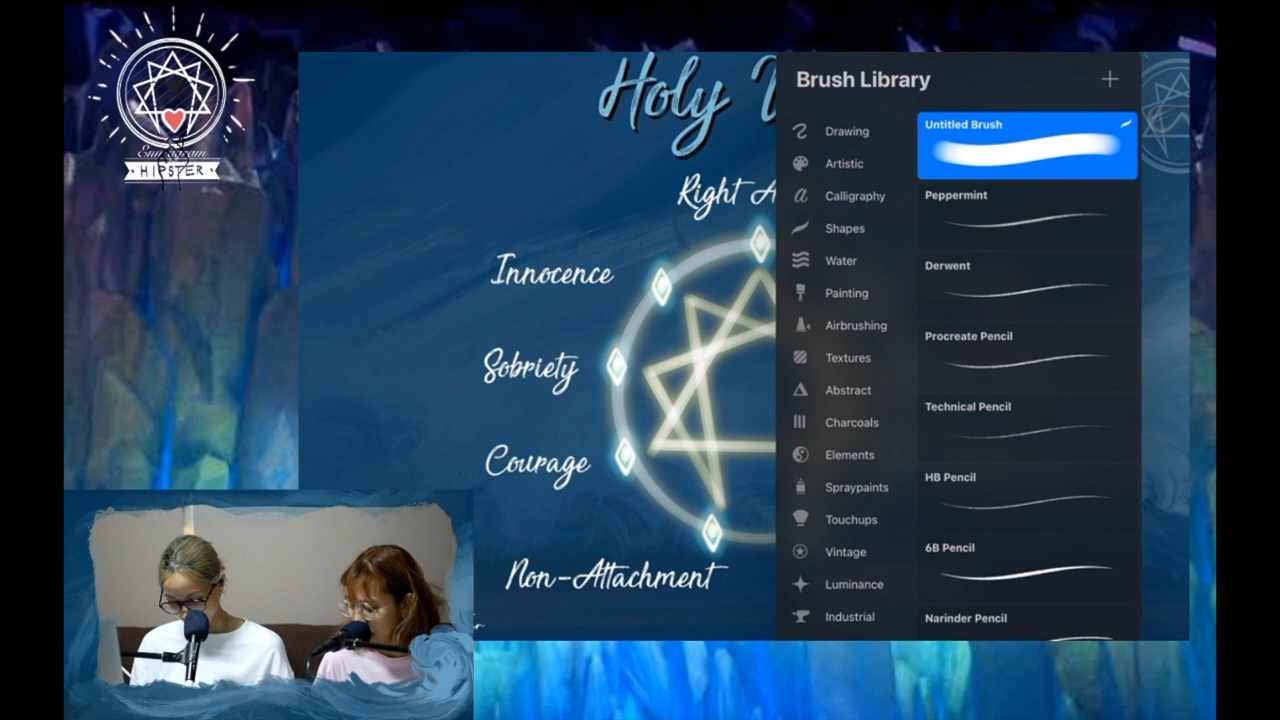 Enneagram
HIPSTER
Holy
Right
Innocence
Sobriety
Courage
Non-Attachment
Brush Library
Drawing
Artistic
Calligraphy
Shapes
Water
Painting
Airbrushing
Textures
Abstract
Charcoals
Elements
Spraypaints
Touchups
Vintage
Luminance
Industrial
Untitled Brush
Peppermint
Derwent
Procreate Pencil
Technical Pencil
HB Pencil
6B Pencil
Narinder Pencil